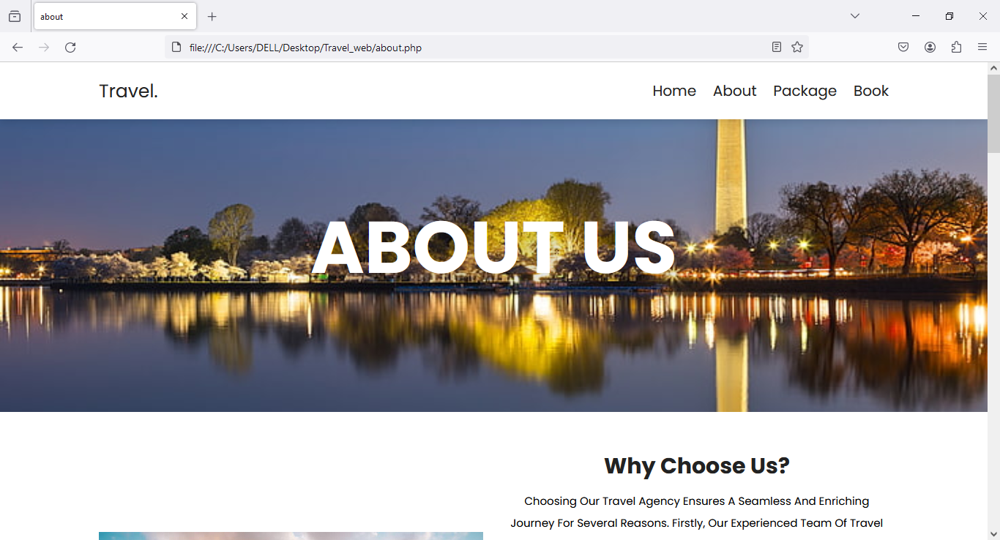 about
file:///C:/Users/DELL/Desktop/Travel_web/about.php
Travel.
Home About Package Book
ABOUT US
Why Choose Us?
Choosing Our Travel Agency Ensures A Seamless And Enriching
Journey For Several Reasons. Firstly, Our Experienced Team Of Travel